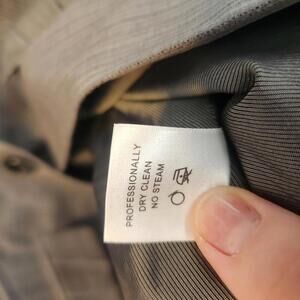 PROFESSIONALLY
DRY CLEAN
NO STEAM